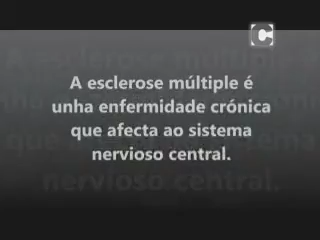 C
A esclerose múltiple é
unha enfermidade crónica
que afecta ao sistema
nervioso central.